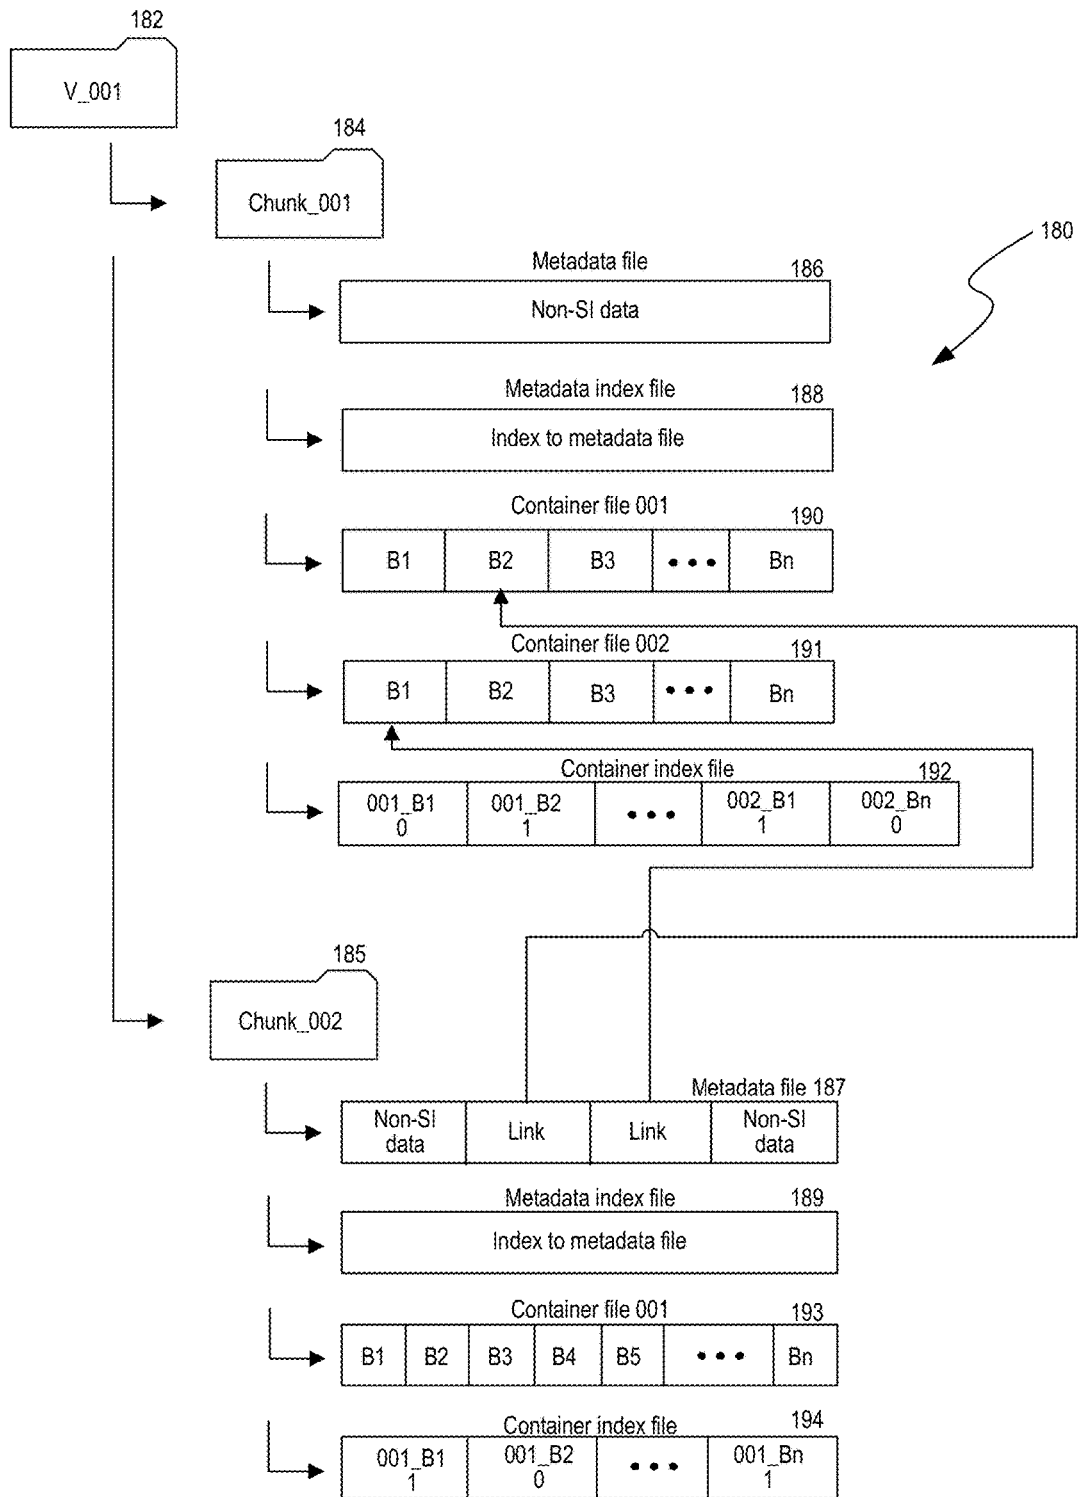 182
V_001
184
Chunk_001
180
Metadata file
186
Non-SI data
Metadata index file
188
Index to metadata file
Container file 001
190
B1 B2 B3 ••• Bn
Container file 002
191
B1 B2 B3 ••• Bn
Container index file
192
001_B1 001_B2 ••• 002_B1 002_Bn
0 1 1 0
185
Chunk_002
Metadata file 187
Non-SI Link Link Non-SI
data data
Metadata index file
189
Index to metadata file
Container file 001
193
B1 B2 B3 B4 B5 ••• Bn
Container index file
194
001_B1 001_B2 ••• 001_Bn
1 0 1